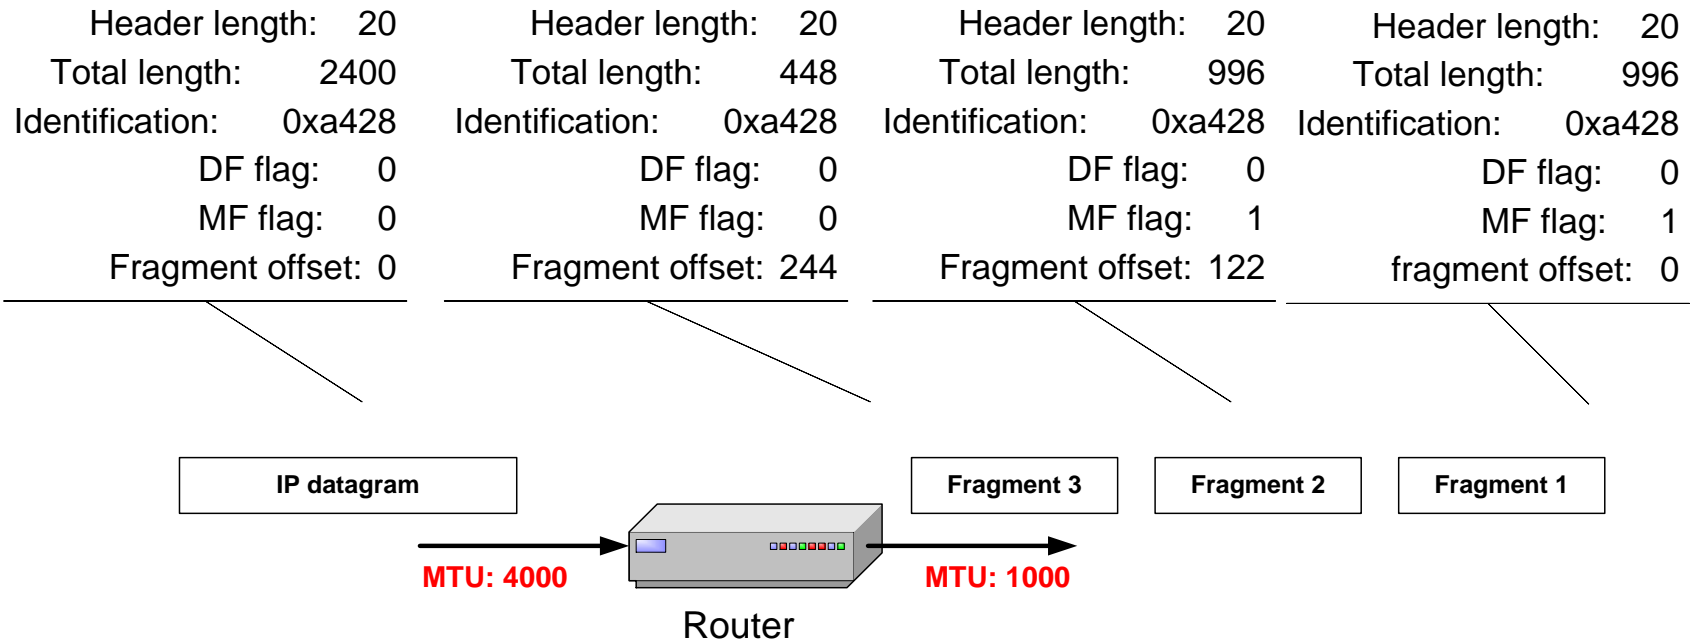 Header length: 20
Total length: 2400
Identification: 0xa428
DF flag: 0
MF flag: 0
Fragment offset: 0
Header length: 20
Total length: 448
Identification: 0xa428
DF flag: 0
MF flag: 0
Fragment offset: 244
Header length: 20
Total length: 996
Identification: 0xa428
DF flag: 0
MF flag: 1
Fragment offset: 122
Header length: 20
Total length: 996
Identification: 0xa428
DF flag: 0
MF flag: 1
fragment offset: 0
IP datagram
Fragment 3
Fragment 2
Fragment 1
MTU: 4000
MTU: 1000
Router